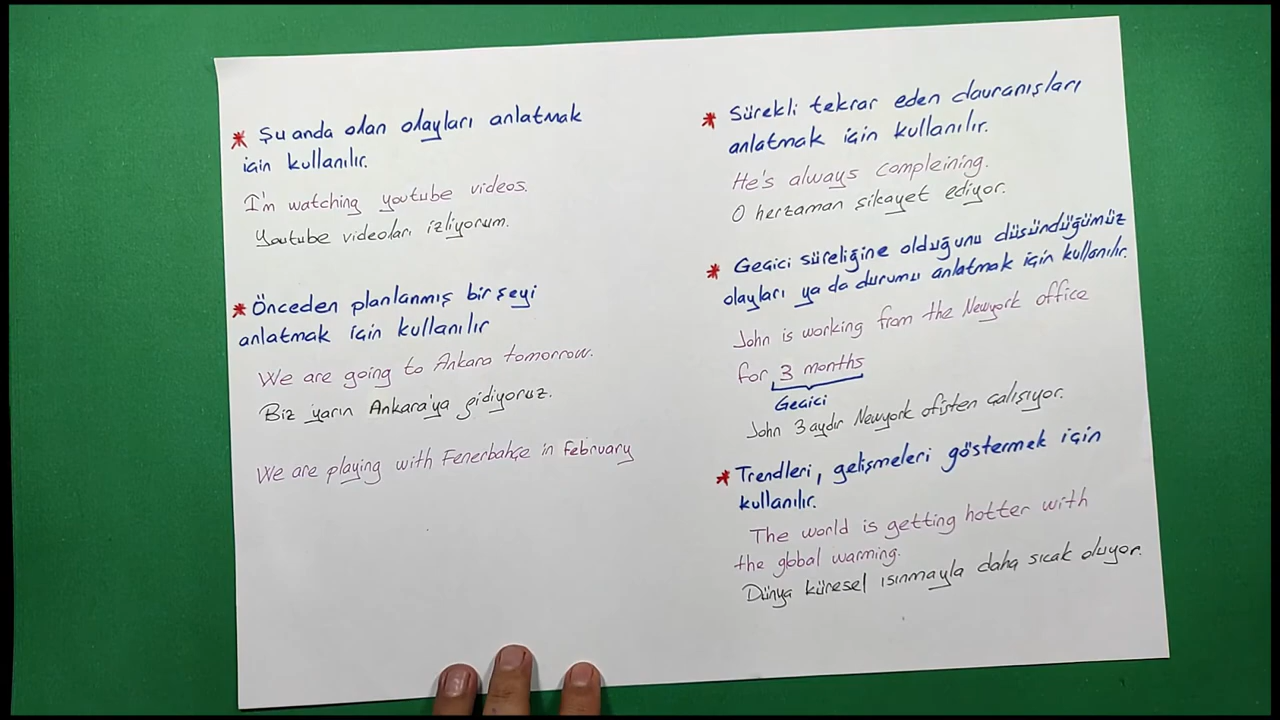 * Şu anda olan olayları anlatmak
için kullanılır.
I'm watching youtube videos.
Youtube videoları izliyorum.
* Önceden planlanmış bir şeyi
anlatmak için kullanılır
We are going to Ankara tomorrow.
Biz yarın Ankara'ya gidiyoruz.
We are playing with Fenerbahçe in february
* Sürekli tekrar eden davranışları
anlatmak için kullanılır.
He's always compleining.
O herzaman şikayet ediyor.
* Geçici süreliğine olduğunu düşündüğümüz
olayları ya da durumu anlatmak için kullanılır.
John is working from the Newyork office
for 3 months
Geçici
John 3 aydır Newyork ofisten çalışıyor.
* Trendleri, gelişmeleri göstermek için
kullanılır.
The world is getting hotter with
the global warming.
Dünya küresel ısınmayla daha sıcak oluyor.